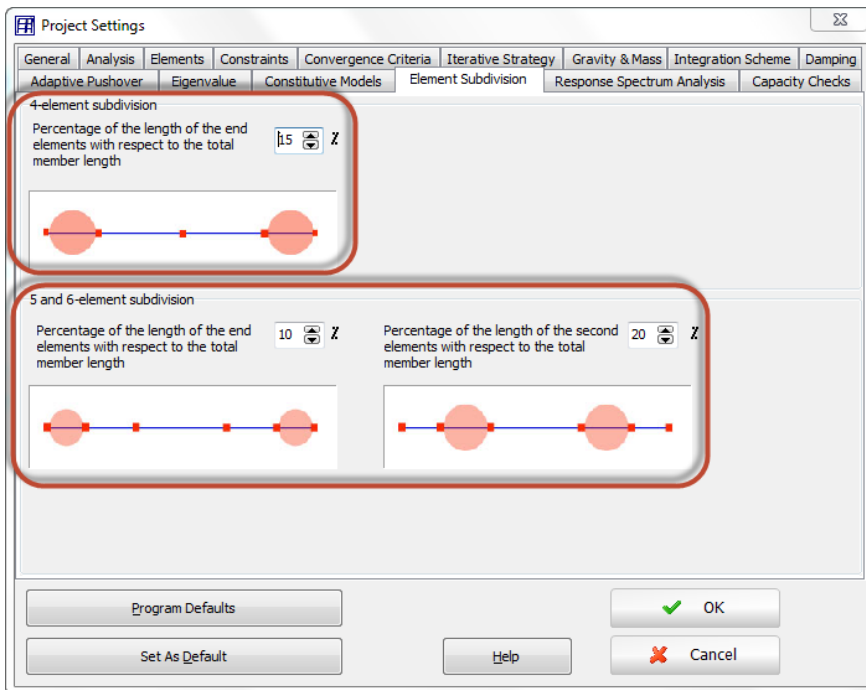 Project Settings
General Analysis Elements Constraints Convergence Criteria Iterative Strategy Gravity & Mass Integration Scheme Damping
Adaptive Pushover Eigenvalue Constitutive Models Element Subdivision Response Spectrum Analysis Capacity Checks
4-element subdivision
Percentage of the length of the end
elements with respect to the total
member length
15 %
5 and 6-element subdivision
Percentage of the length of the end
elements with respect to the total
member length
10 %
Percentage of the length of the second
elements with respect to the total
member length
20 %
Program Defaults
OK
Set As Default
Help
Cancel